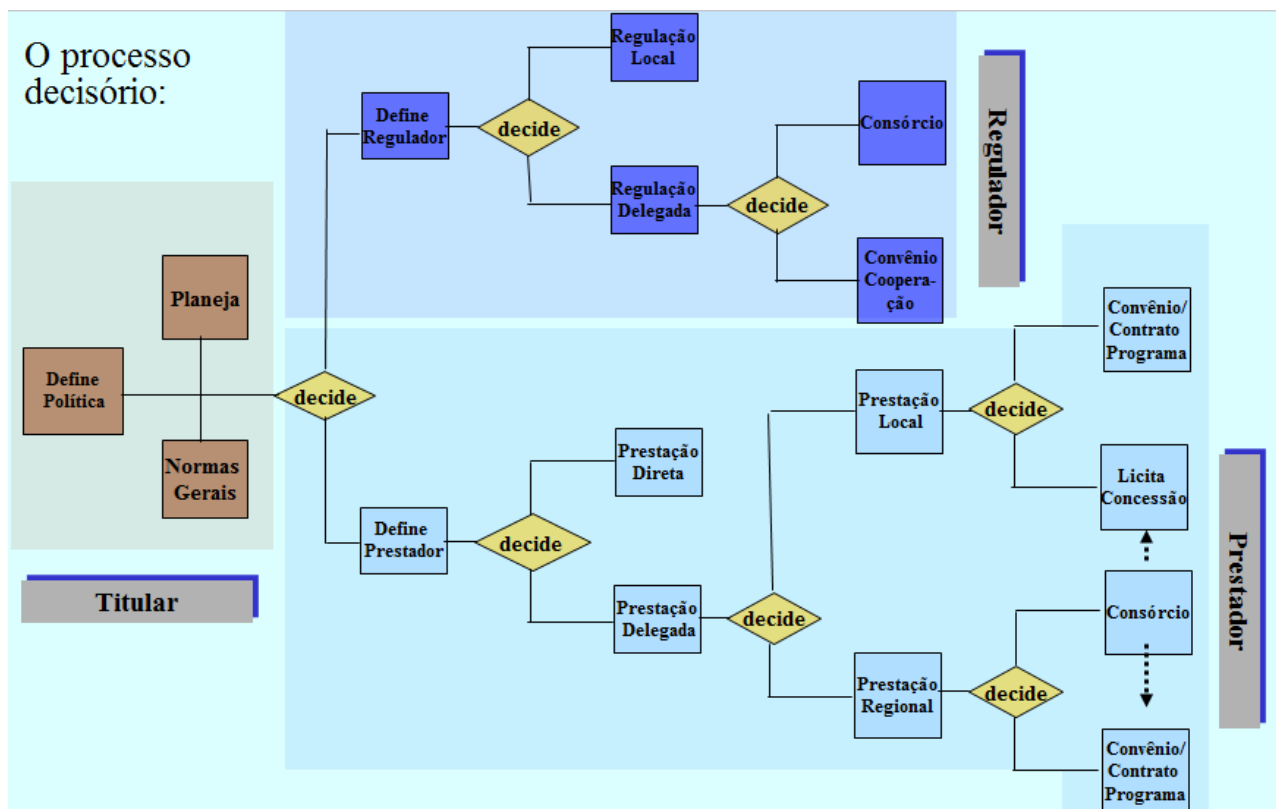 O processo
decisório:
Regulação
Local
Define
Regulador
decide
Consórcio
Regulação
Delegada
decide
Convênio
Coopera-
ção
Regulador
Planeja
Define
Política
Normas
Gerais
decide
Titular
Convênio/
Contrato
Programa
Prestação
Local
decide
Licita
Concessão
Prestação
Direta
Define
Prestador
decide
Prestação
Delegada
decide
Consórcio
Prestação
Regional
decide
Convênio/
Contrato
Programa
Prestador